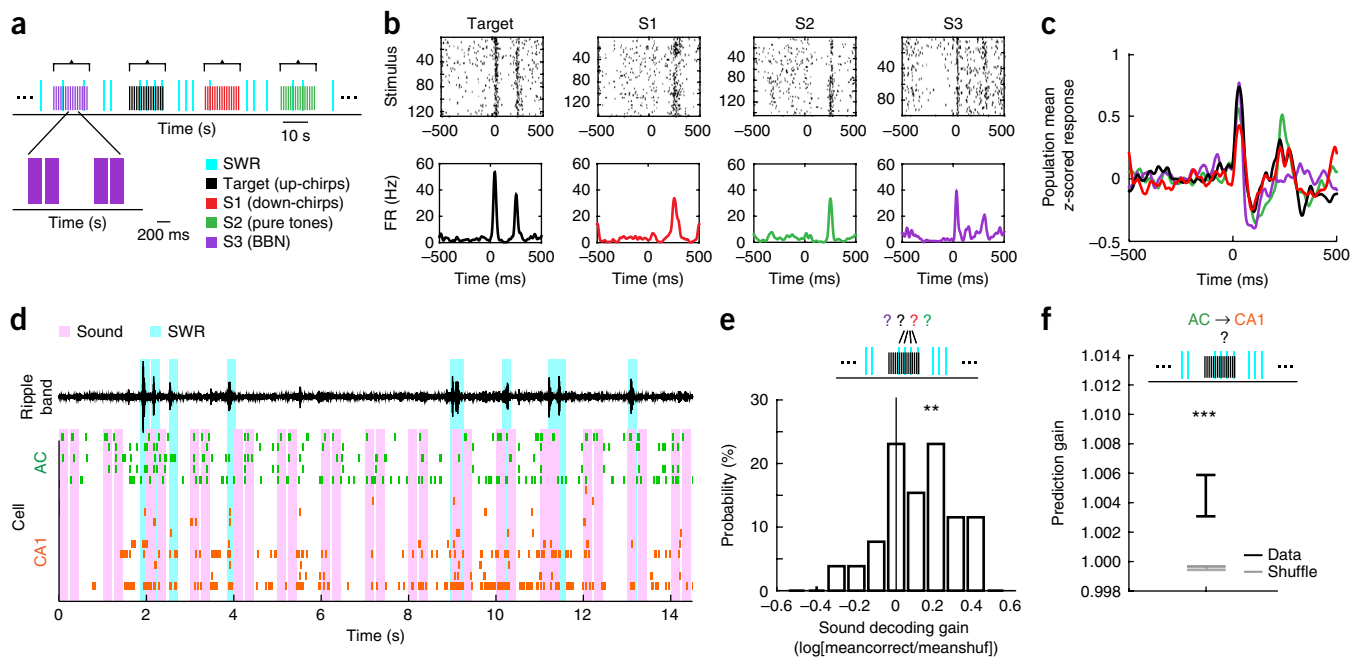 a
Time (s)
10 s
Time (s)
200 ms
SWR
Target (up-chirps)
S1 (down-chirps)
S2 (pure tones)
S3 (BBN)
b
Target
S1
S2
S3
Stimulus
40
80
120
40
80
120
40
80
120
40
80
–500
0
500
–500
0
500
–500
0
500
–500
0
500
FR (Hz)
60
40
20
0
60
40
20
0
60
40
20
0
60
40
20
0
–500
0
500
–500
0
500
–500
0
500
–500
0
500
Time (ms)
Time (ms)
Time (ms)
Time (ms)
c
Population mean
z-scored response
1
0.5
0
–0.5
–500
0
500
Time (ms)
d
Sound
SWR
Ripple
band
AC
Cell
CA1
0
2
4
6
8
10
12
14
Time (s)
e
? ? ? ?
**
Probability (%)
30
20
10
0
–0.6
–0.4
–0.2
0
0.2
0.4
0.6
Sound decoding gain
(log[meancorrect/meanshuf])
f
AC → CA1
?
***
Prediction gain
1.014
1.012
1.010
1.008
1.006
1.004
1.002
1.000
0.998
Data
Shuffle